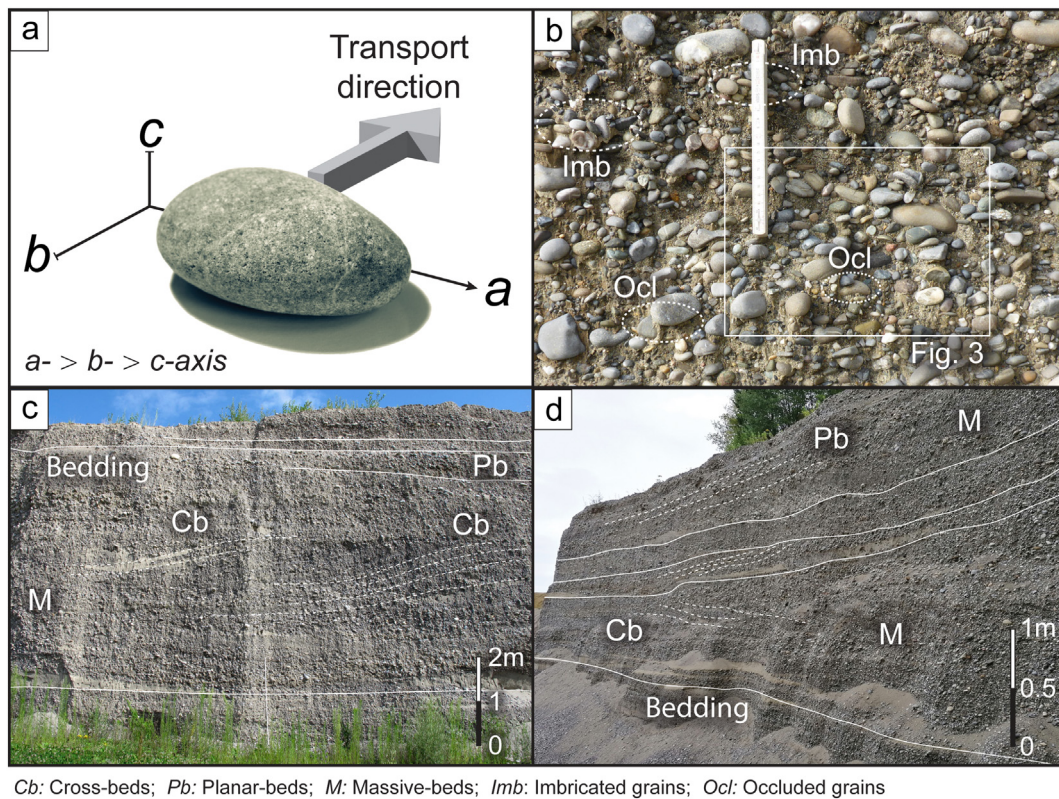 a
Transport
direction
c
b
a
a- > b- > c-axis
b
Imb
Imb
Ocl
Ocl
Fig. 3
c
Bedding
Pb
Cb
Cb
M
2m
1
0
d
M
Pb
Cb
M
1m
0.5
0
Bedding
Cb: Cross-beds; Pb: Planar-beds; M: Massive-beds; Imb: Imbricated grains; Ocl: Occluded grains